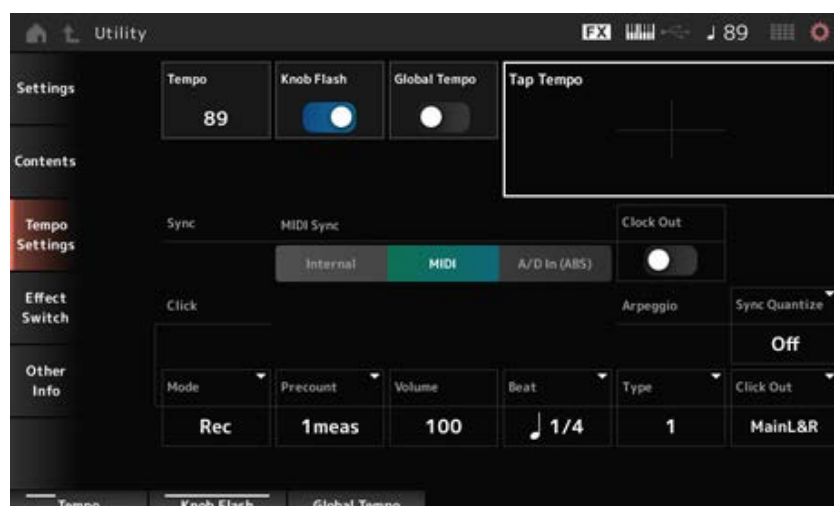 Utility
FX
♩ 89
Settings
Contents
Tempo
Settings
Effect
Switch
Other
Info
Tempo
89
Knob Flash
Global Tempo
Tap Tempo
Sync
MIDI Sync
Internal
MIDI
A/D In (ABS)
Clock Out
Click
Arpeggio
Sync Quantize
Off
Mode
Rec
Precount
1meas
Volume
100
Beat
♩ 1/4
Type
1
Click Out
MainL&R
Tempo
Knob Flash
Global Tempo